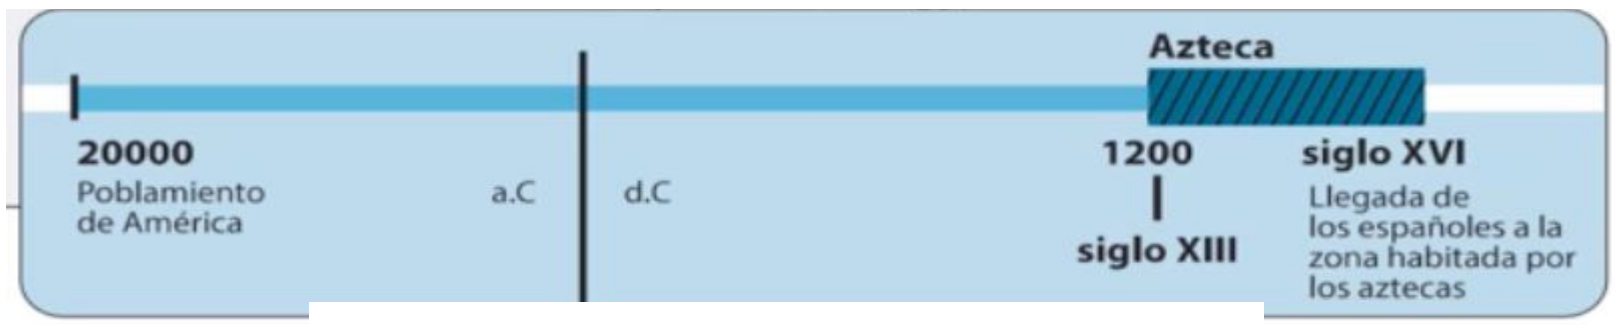 Azteca
20000
Poblamiento
de América
a.C
d.C
1200
siglo XIII
siglo XVI
Llegada de
los españoles a la
zona habitada por
los aztecas